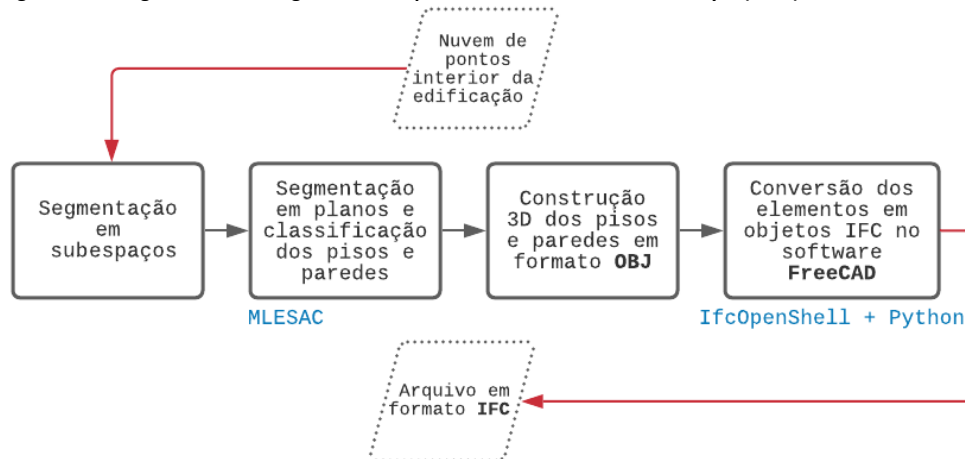 Nuvem de
pontos
interior da
edificação
Segmentação
em
subespaços
Segmentação
em planos e
classificação
dos pisos e
paredes
Construção
3D dos pisos
e paredes em
formato OBJ
Conversão dos
elementos em
objetos IFC no
software
FreeCAD
MLESAC
IfcOpenShell + Python
Arquivo em
formato IFC